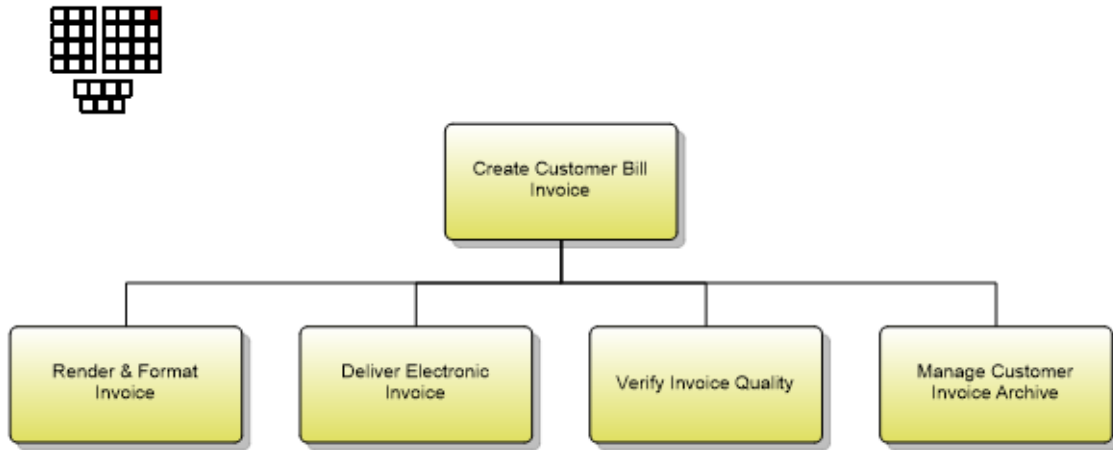 Create Customer Bill
Invoice
Render & Format
Invoice
Deliver Electronic
Invoice
Verify Invoice Quality
Manage Customer
Invoice Archive